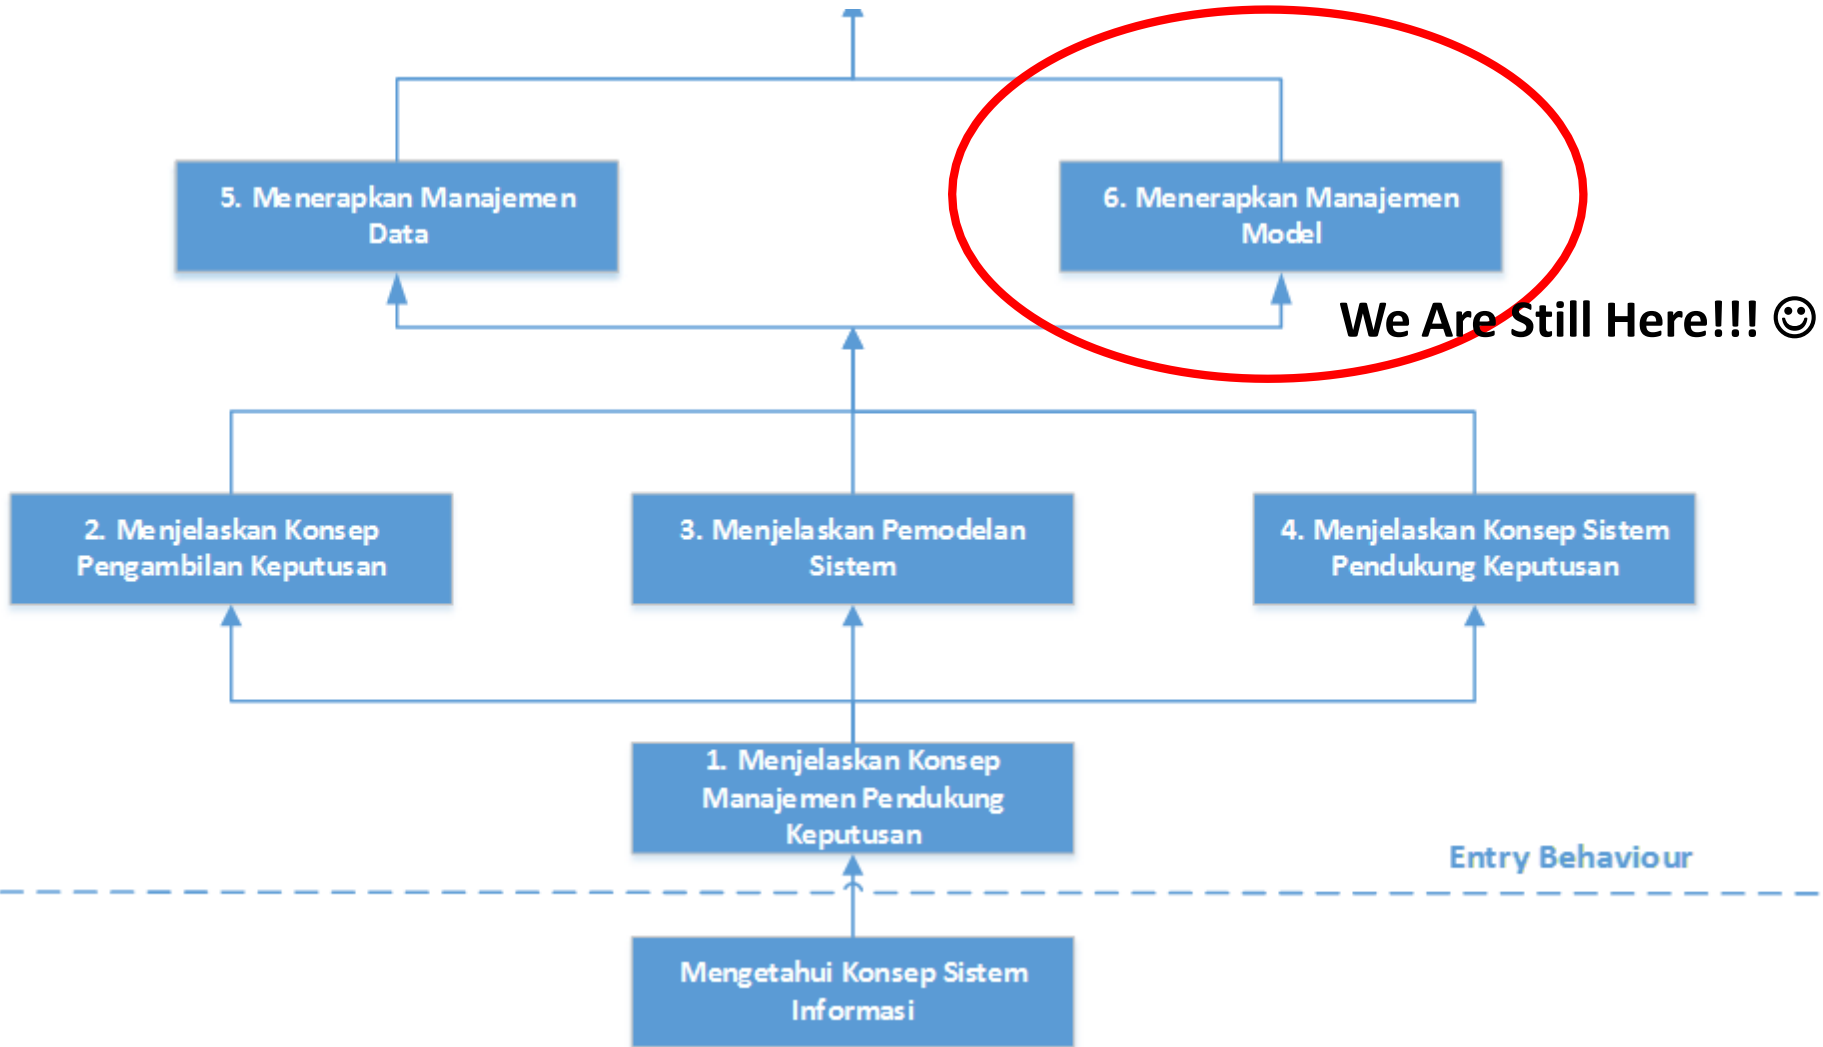 5. Menerapkan Manajemen
Data
6. Menerapkan Manajemen
Model
We Are Still Here!!! ☺
2. Menjelaskan Konsep
Pengambilan Keputusan
3. Menjelaskan Pemodelan
Sistem
4. Menjelaskan Konsep Sistem
Pendukung Keputusan
1. Menjelaskan Konsep
Manajemen Pendukung
Keputusan
Entry Behaviour
Mengetahui Konsep Sistem
Informasi